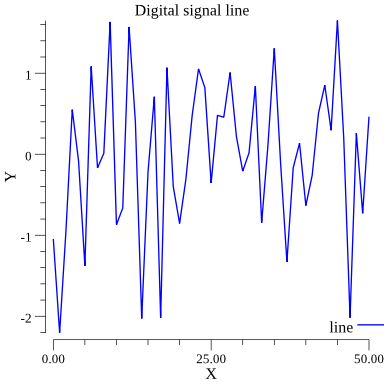 Digital signal line
1
0
-1
-2
Y
0.00
25.00
50.00
X
line